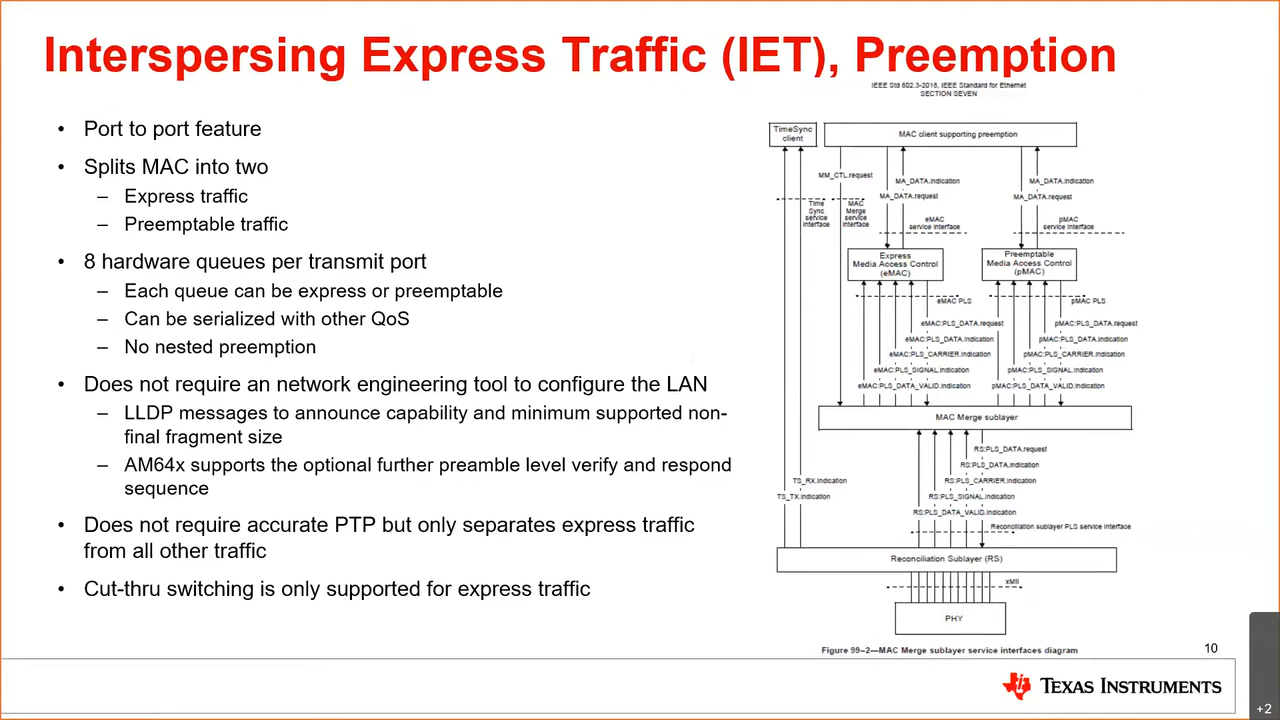 Interspersing Express Traffic (IET), Preemption
IEEE Std 802.3-2018, IEEE Standard for Ethernet
SECTION SEVEN
• Port to port feature
• Splits MAC into two
– Express traffic
– Preemptable traffic
• 8 hardware queues per transmit port
– Each queue can be express or preemptable
– Can be serialized with other QoS
– No nested preemption
• Does not require an network engineering tool to configure the LAN
– LLDP messages to announce capability and minimum supported non-
final fragment size
– AM64x supports the optional further preamble level verify and respond
sequence
• Does not require accurate PTP but only separates express traffic
from all other traffic
• Cut-thru switching is only supported for express traffic
TimeSync
client
MAC client supporting preemption
MM_CTL.request
MA_DATA.indication
MA_DATA.request
MA_DATA.indication
MA_DATA.request
Time
Sync
service
interface
MAC
Merge
service
interface
eMAC
service interface
pMAC
service interface
Express
Media Access Control
(eMAC)
Preemptable
Media Access Control
(pMAC)
eMAC PLS
pMAC PLS
eMAC:PLS_DATA.request
eMAC:PLS_DATA.indication
eMAC:PLS_CARRIER.indication
eMAC:PLS_SIGNAL.indication
eMAC:PLS_DATA_VALID.indication
pMAC:PLS_DATA.request
pMAC:PLS_DATA.indication
pMAC:PLS_CARRIER.indication
pMAC:PLS_SIGNAL.indication
pMAC:PLS_DATA_VALID.indication
MAC Merge sublayer
RS:PLS_DATA.request
RS:PLS_DATA.indication
RS:PLS_CARRIER.indication
RS:PLS_SIGNAL.indication
RS:PLS_DATA_VALID.indication
TS_RX.indication
TS_TX.indication
Reconciliation sublayer PLS service interface
Reconciliation Sublayer (RS)
xMII
PHY
Figure 99–2—MAC Merge sublayer service interfaces diagram
10
TEXAS INSTRUMENTS
+2